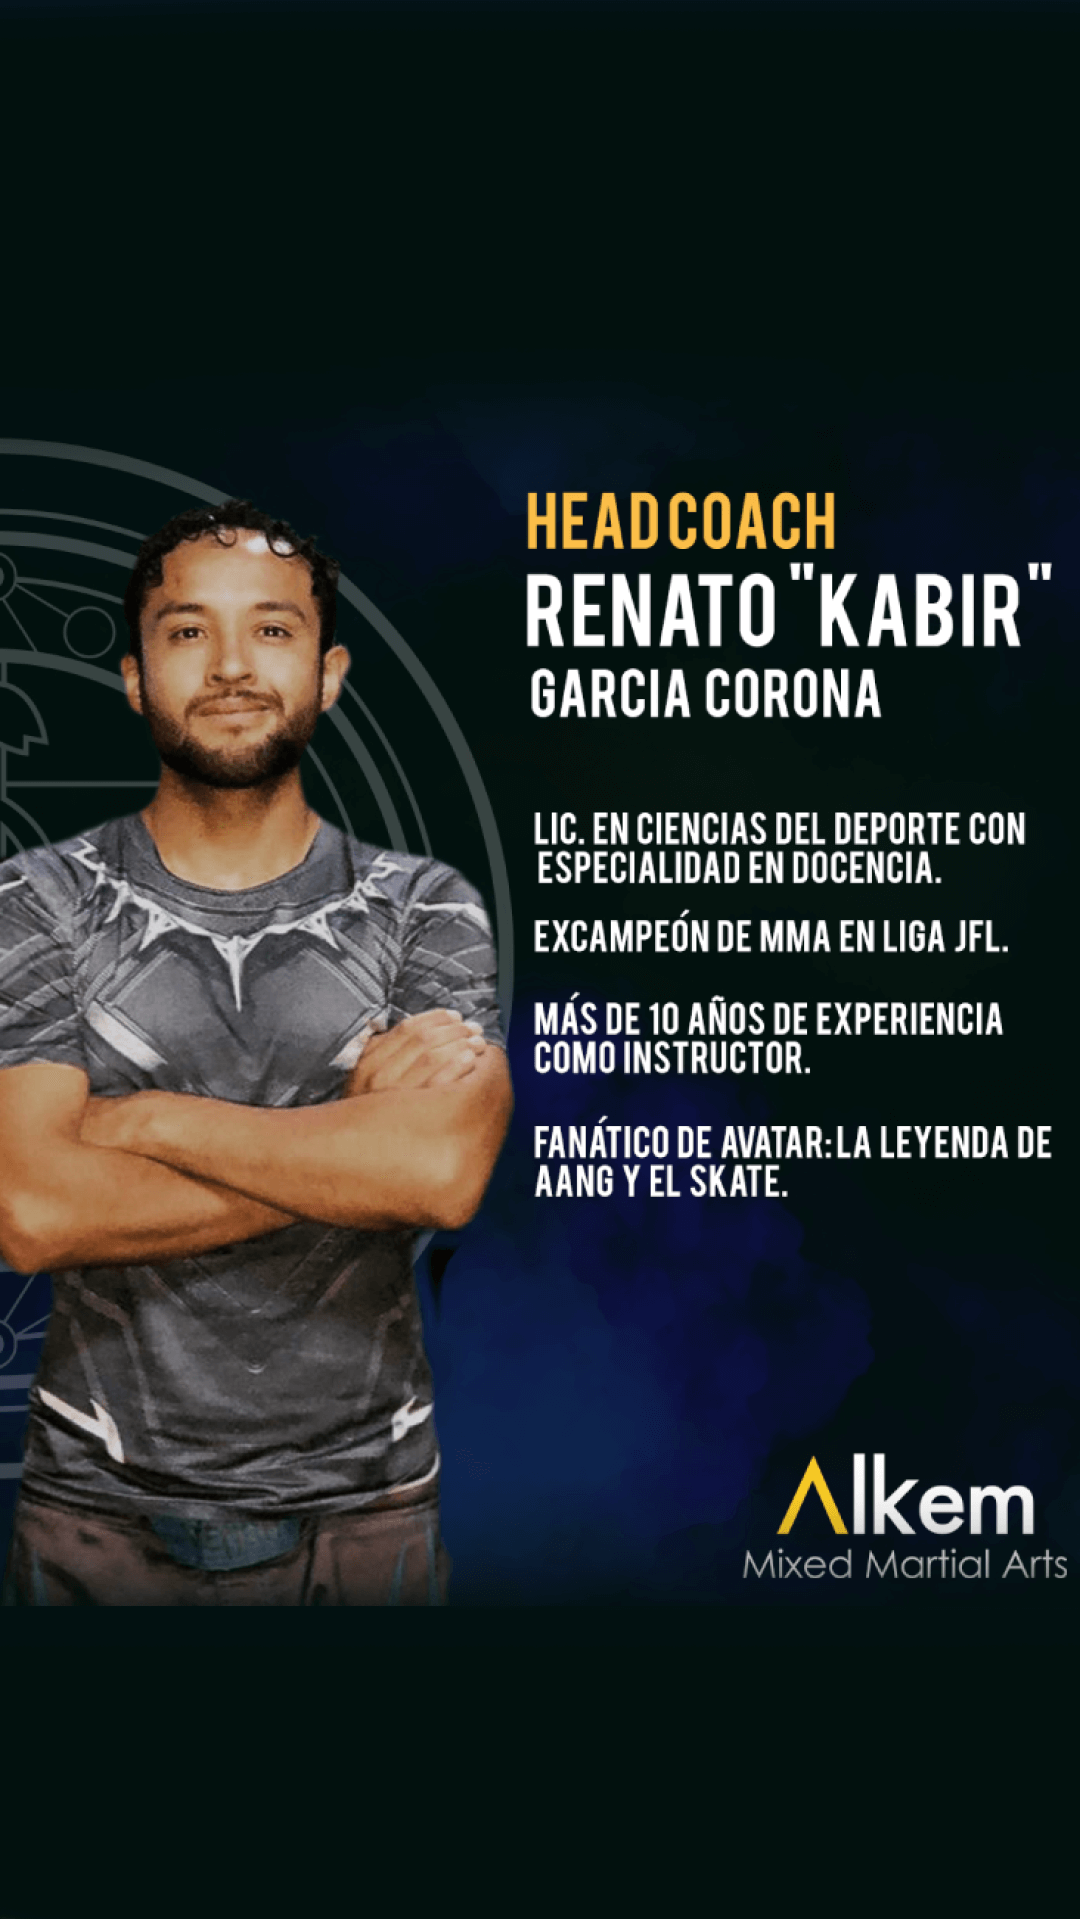 HEAD COACH
RENATO "KABIR"
GARCIA CORONA
LIC. EN CIENCIAS DEL DEPORTE CON
ESPECIALIDAD EN DOCENCIA.
EXCAMPEÓN DE MMA EN LIGA JFL.
MÁS DE 10 AÑOS DE EXPERIENCIA
COMO INSTRUCTOR.
FANÁTICO DE AVATAR: LA LEYENDA DE
AANG Y EL SKATE.
Alkem
Mixed Martial Arts